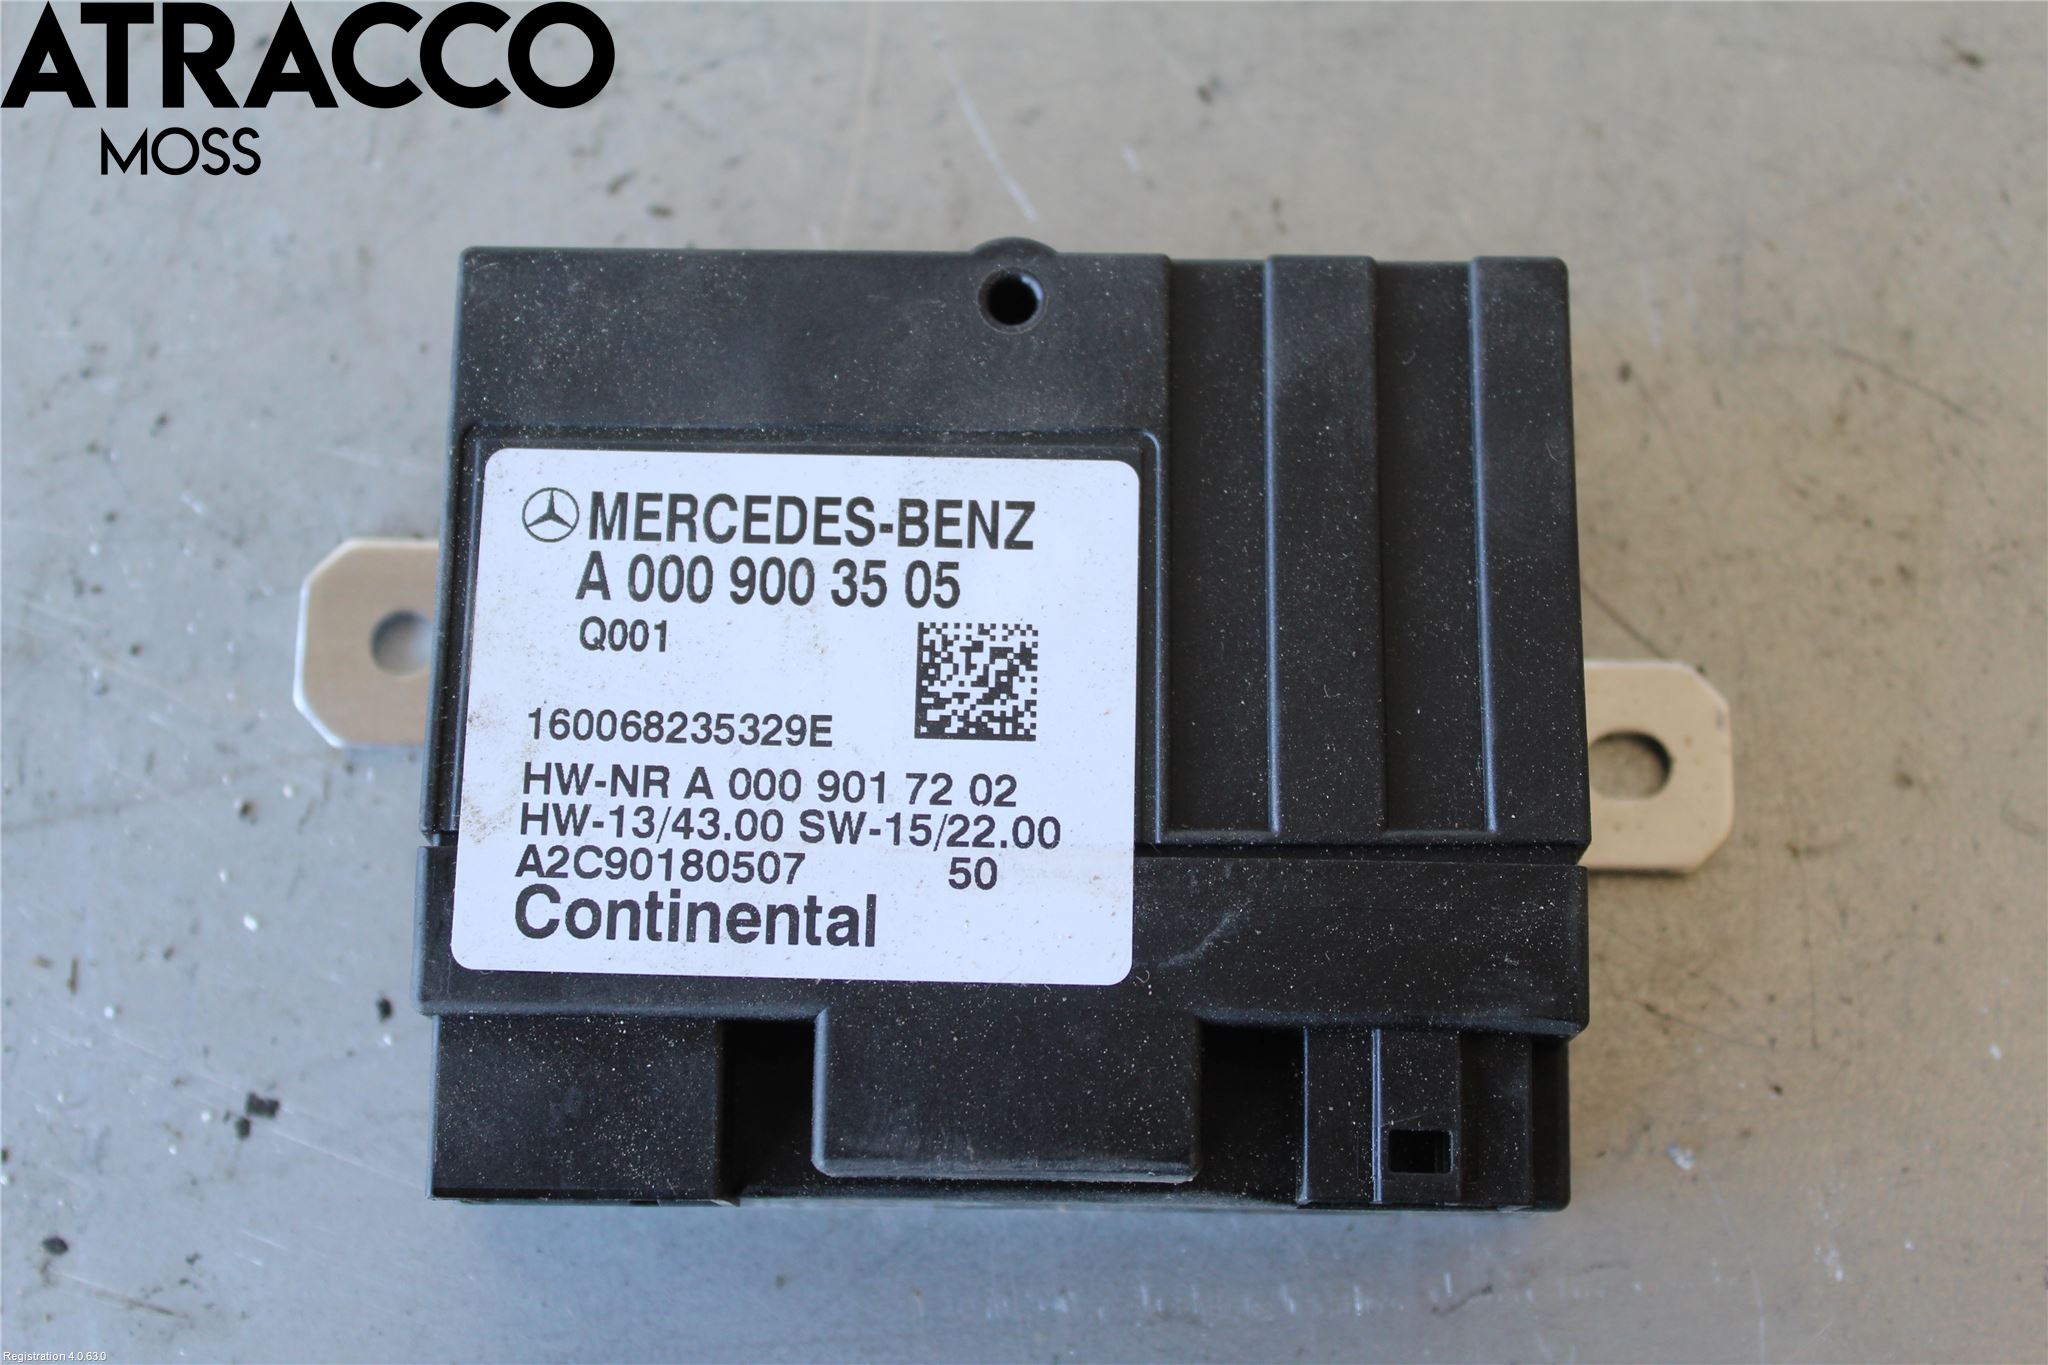 ATRACCO
MOSS
MERCEDES-BENZ
A 000 900 35 05
Q001
160068235329E
HW-NR A 000 901 72 02
HW-13/43.00 SW-15/22.00
A2C90180507 50
Continental
Registration 4.0.63.0